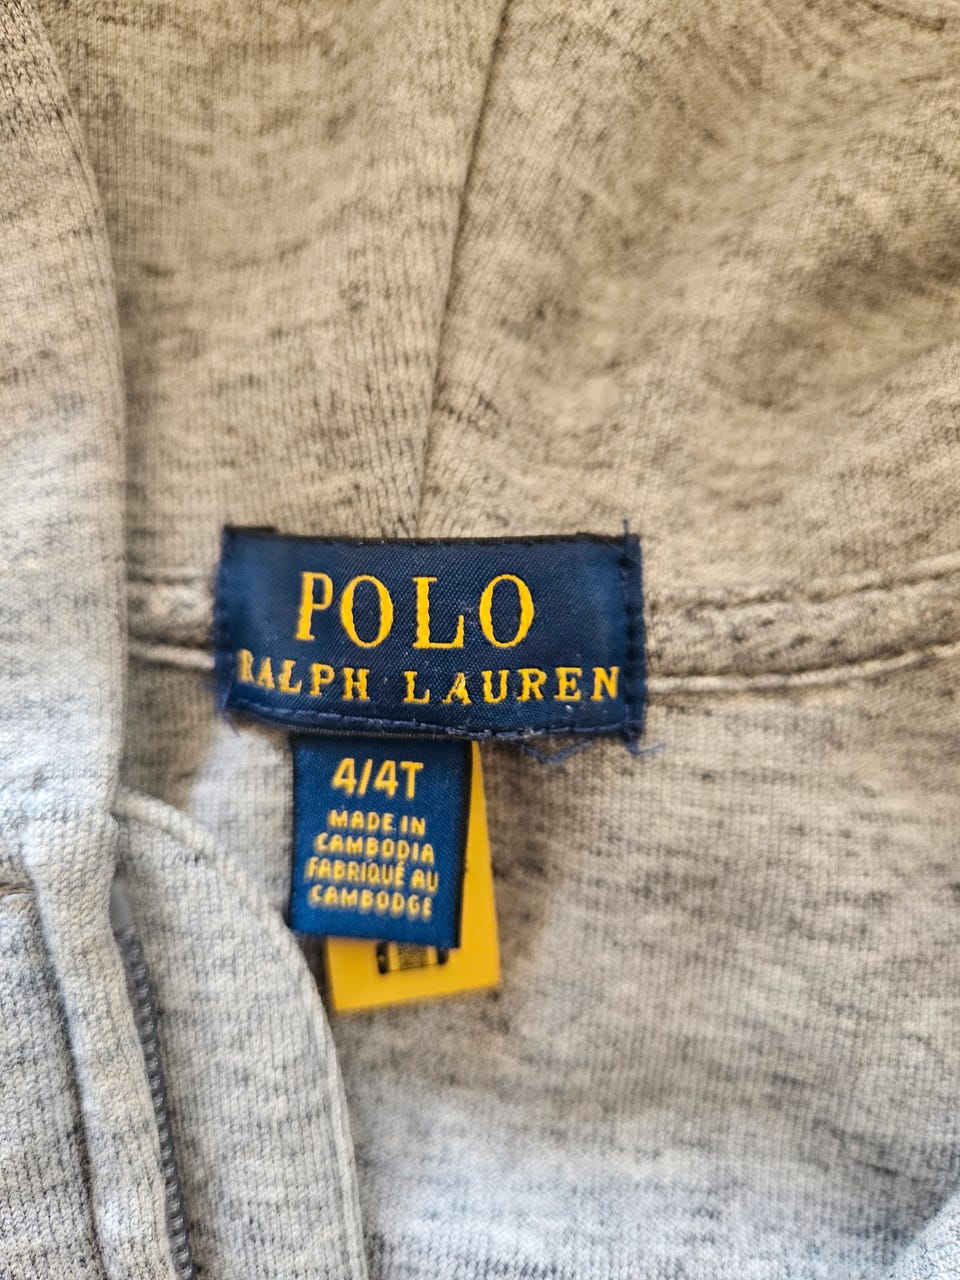 POLO
RALPH LAUREN
4/4T
MADE IN
CAMBODIA
FABRIQUÉ AU
CAMBODGE